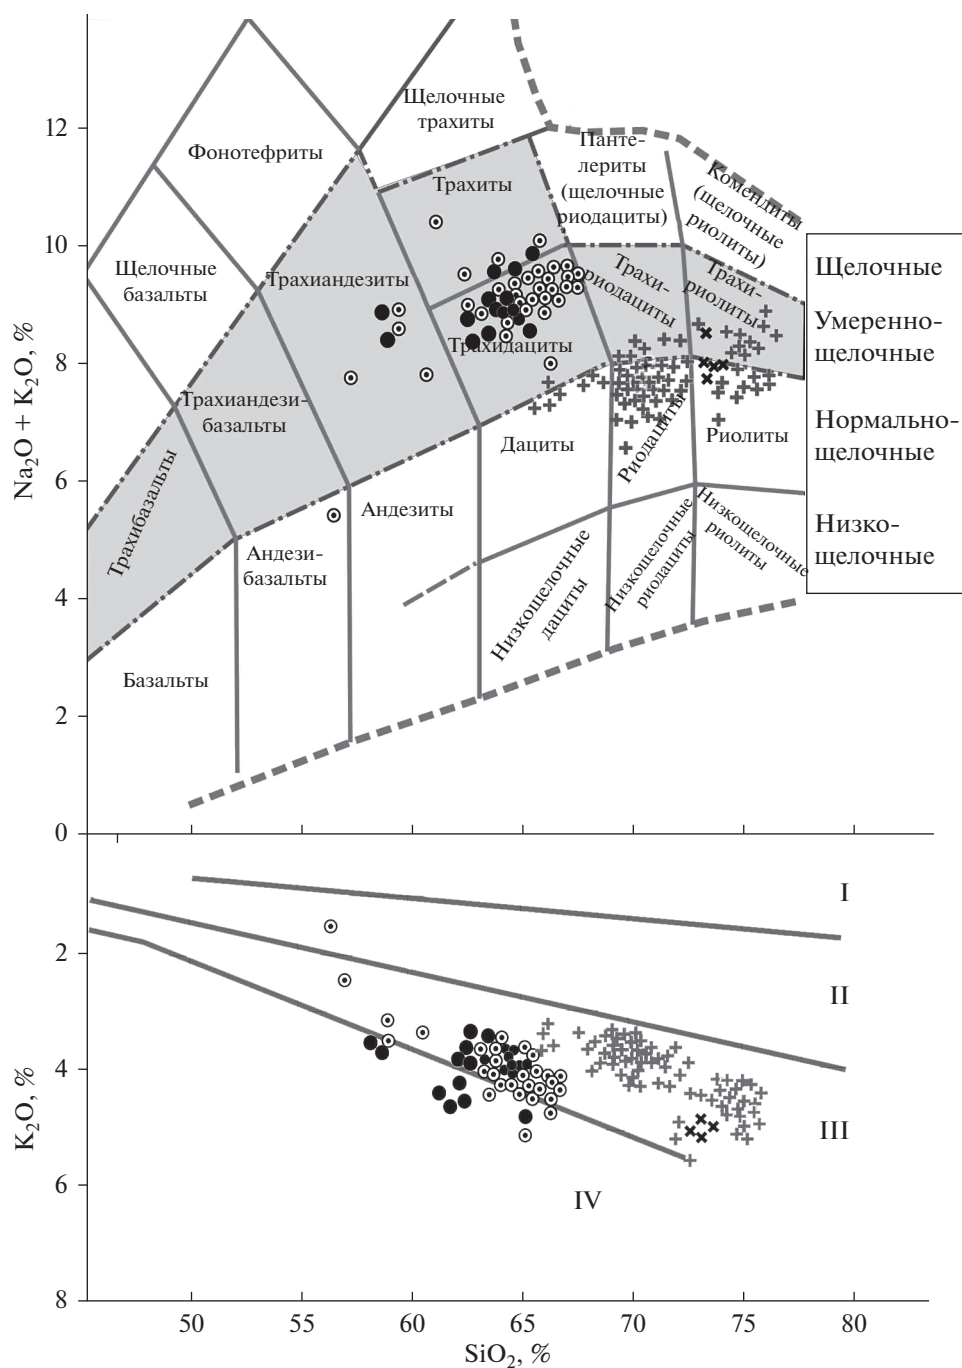 Na2O + K2O, %
12
10
8
6
4
2
0
Щелочные
трахиты
Фонотефриты
Трахиты
Панте-
лериты
(щелочные
риодациты)
Комендиты
(щелочные
риолиты)
Щелочные
базальты
Трахиандезиты
Трахи-
риодациты
Трахи-
риолиты
Трахидациты
Трахиандези-
базальты
Трахибазальты
Дациты
Риодациты
Риолиты
Андезиты
Андези-
базальты
Базальты
Низкощелочные
дациты
Низкощелочные
риодациты
Низкощелочные
риолиты
Щелочные
Умеренно-
щелочные
Нормально-
щелочные
Низко-
щелочные
K2O, %
2
4
6
8
I
II
III
IV
50
55
60
65
70
75
80
SiO2, %